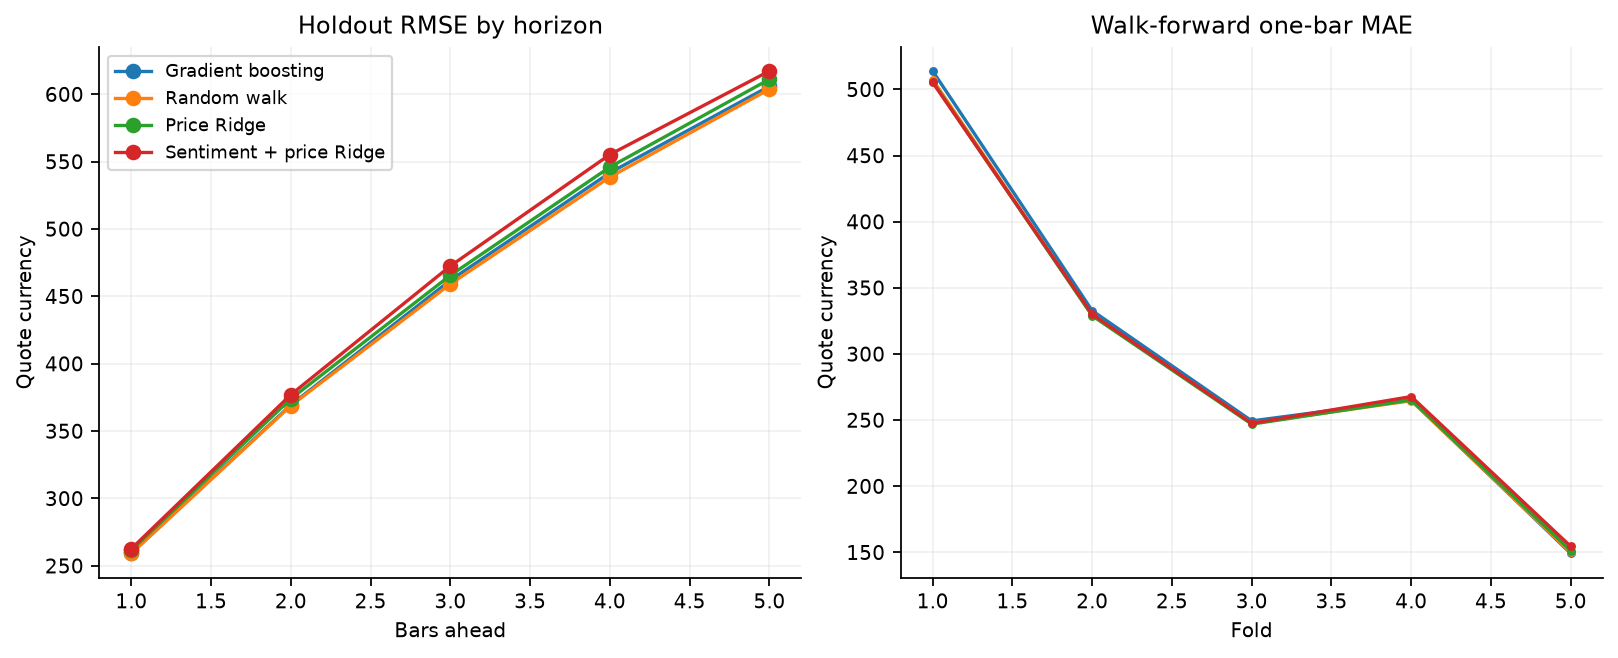 Holdout RMSE by horizon
Gradient boosting
Random walk
Price Ridge
Sentiment + price Ridge
Quote currency
600
550
500
450
400
350
300
250
1.0 1.5 2.0 2.5 3.0 3.5 4.0 4.5 5.0
Bars ahead
Walk-forward one-bar MAE
Quote currency
500
450
400
350
300
250
200
150
1.0 1.5 2.0 2.5 3.0 3.5 4.0 4.5 5.0
Fold